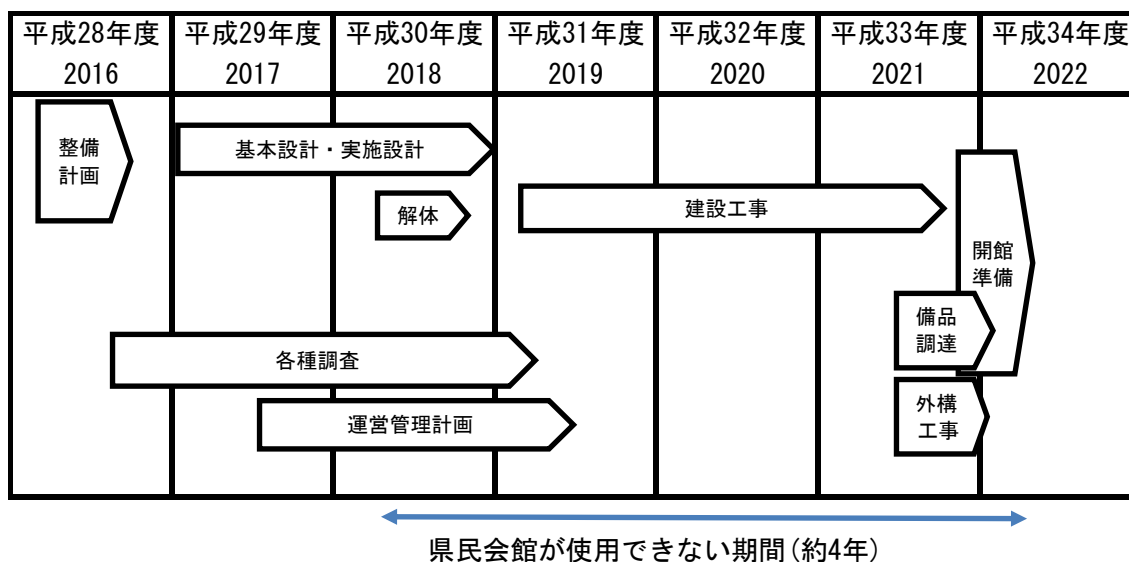 平成28年度 平成29年度 平成30年度 平成31年度 平成32年度 平成33年度 平成34年度
2016 2017 2018 2019 2020 2021 2022
整備
計画
基本設計・実施設計
解体
建設工事
開館
準備
備品
調達
各種調査
外構
工事
運営管理計画
県民会館が使用できない期間(約4年)